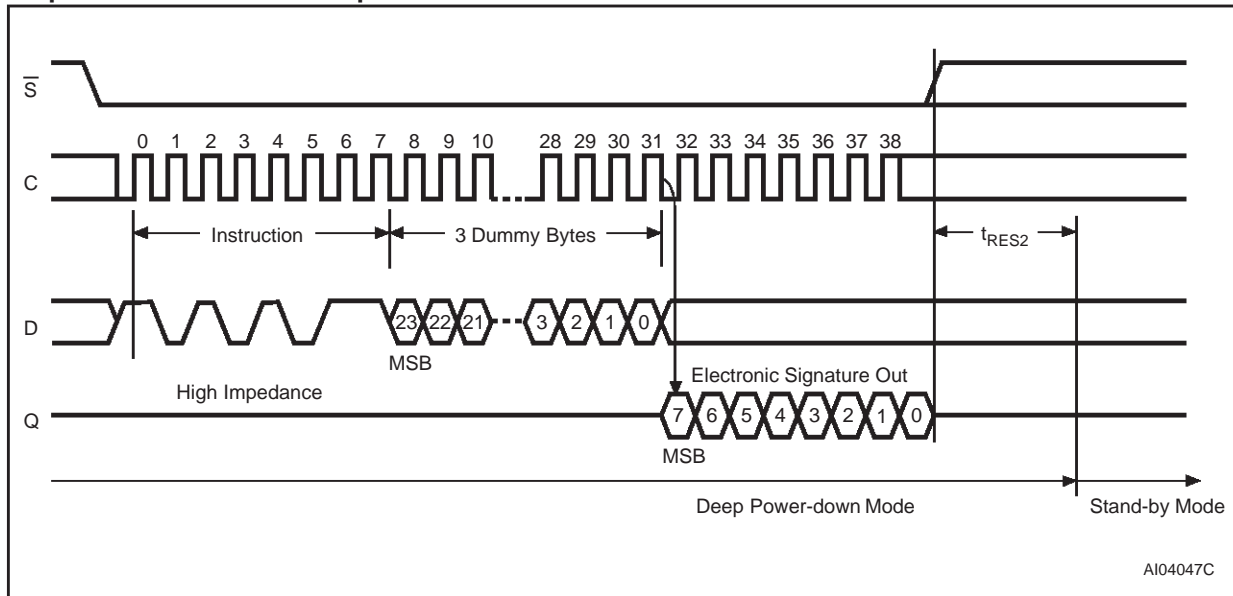 S
0 1 2 3 4 5 6 7 8 9 10 28 29 30 31 32 33 34 35 36 37 38
C
Instruction 3 Dummy Bytes tRES2
D 23 22 21 3 2 1 0
MSB
High Impedance Electronic Signature Out
Q 7 6 5 4 3 2 1 0
MSB
Deep Power-down Mode Stand-by Mode
AI04047C